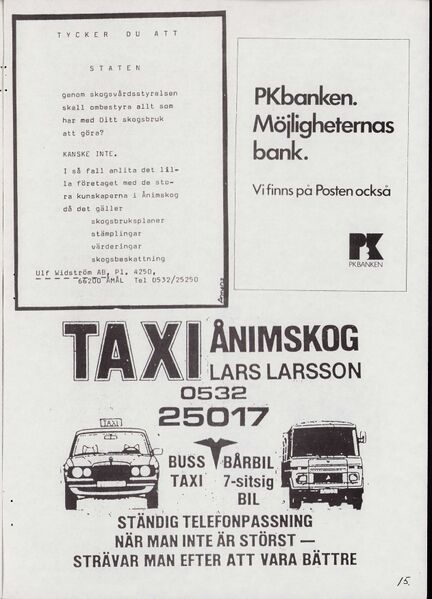 TYCKER DU ATT
STATEN
genom skogsvårdsstyrelsen
skall ombestyra allt som
har med Ditt skogsbruk
att göra?
KANSKE INTE.
I så fall anlita det lil-
la företaget med de sto-
ra kunskaperna i Ånimskog
då det gäller
skogsbruksplaner
stämplingar
värderingar
skogsbeskattning
Ulf Widström AB, Pl. 4250,
66200 ÅMÅL Tel 0532/25250
PKbanken.
Möjligheternas
bank.
Vi finns på Posten också
PK
PKBANKEN
TAXI ÅNIMSKOG
LARS LARSSON
0532
25017
TAXI
BUSS BÅRBIL
TAXI 7-sitsig
BIL
STÄNDIG TELEFONPASSNING
NÄR MAN INTE ÄR STÖRST —
STRÄVAR MAN EFTER ATT VARA BÄTTRE
15.